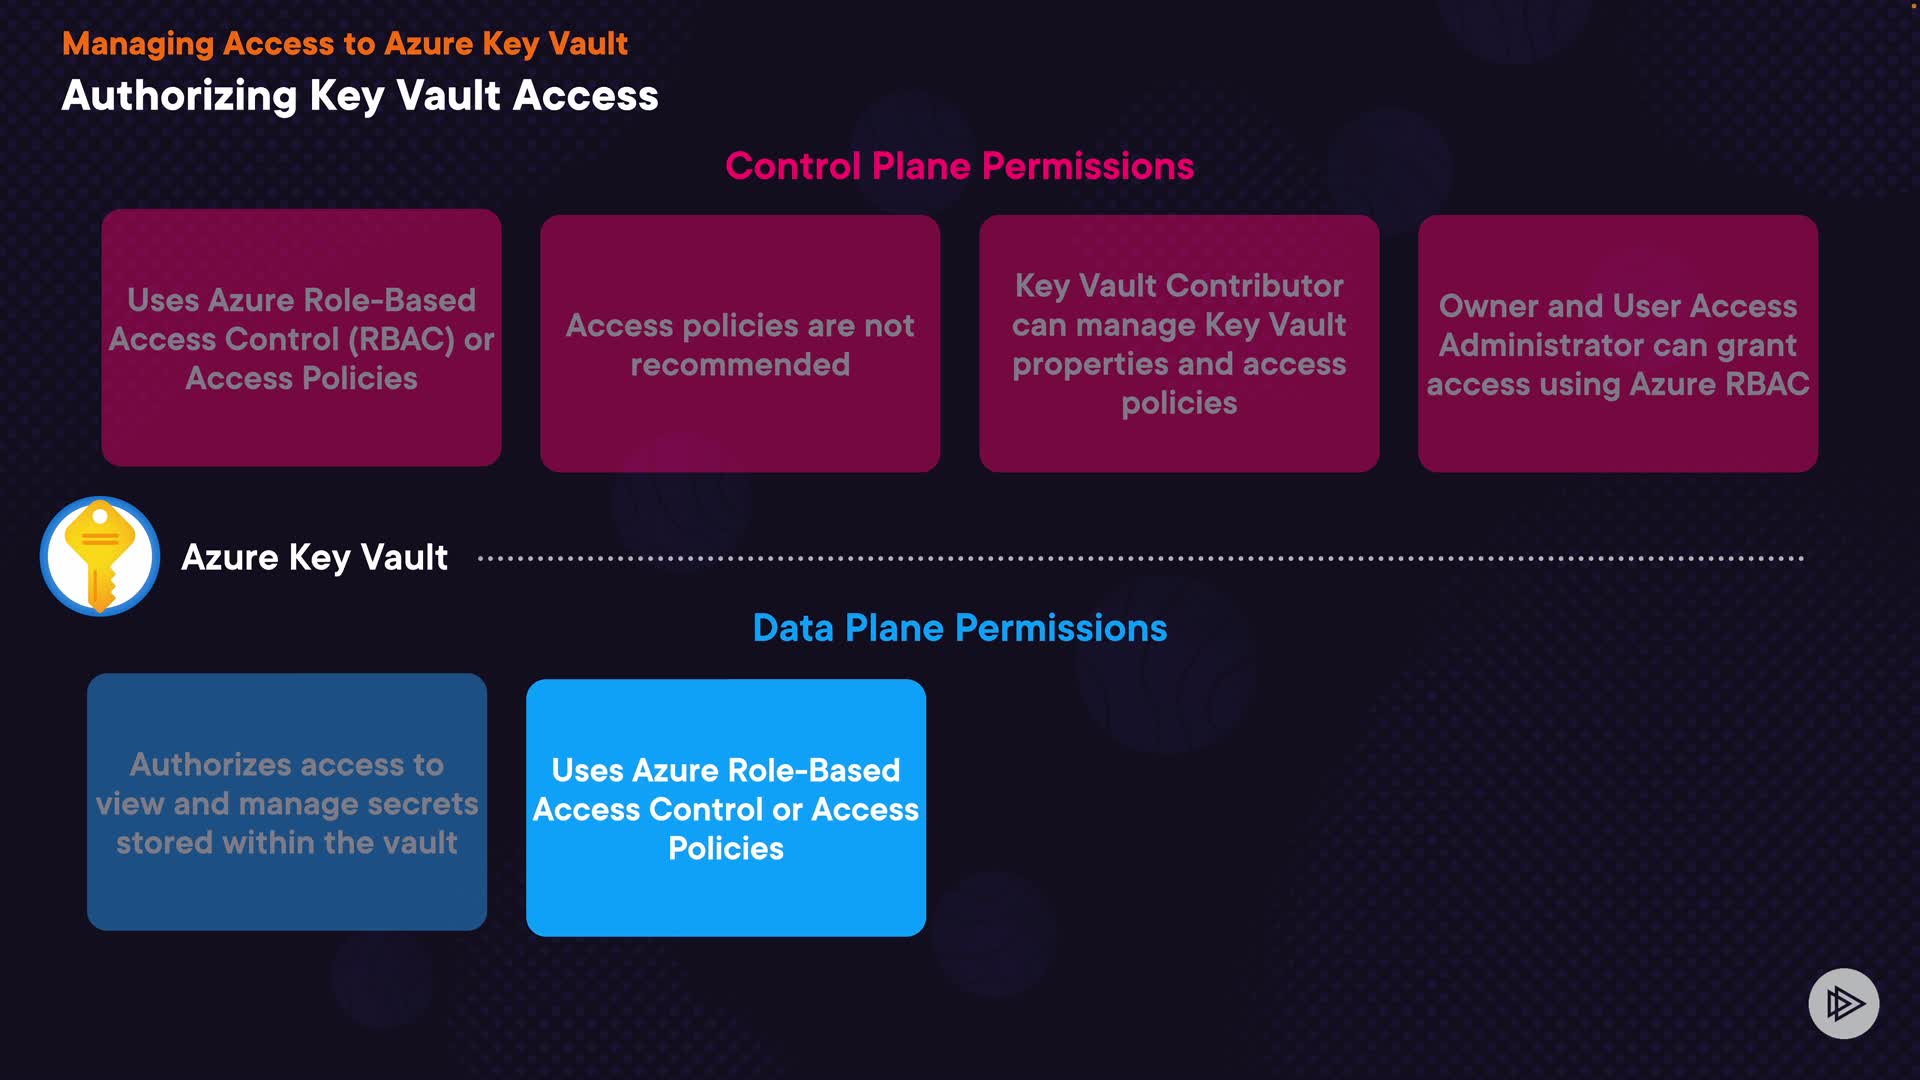 Managing Access to Azure Key Vault
Authorizing Key Vault Access
Control Plane Permissions
Uses Azure Role-Based
Access Control (RBAC) or
Access Policies
Access policies are not
recommended
Key Vault Contributor
can manage Key Vault
properties and access
policies
Owner and User Access
Administrator can grant
access using Azure RBAC
Azure Key Vault
Data Plane Permissions
Authorizes access to
view and manage secrets
stored within the vault
Uses Azure Role-Based
Access Control or Access
Policies